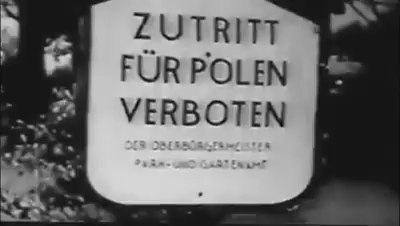 ZUTRITT
FÜR POLEN
VERBOTEN
DER OBERBÜRGERMEISTER
PARK- UND GARTENAMT